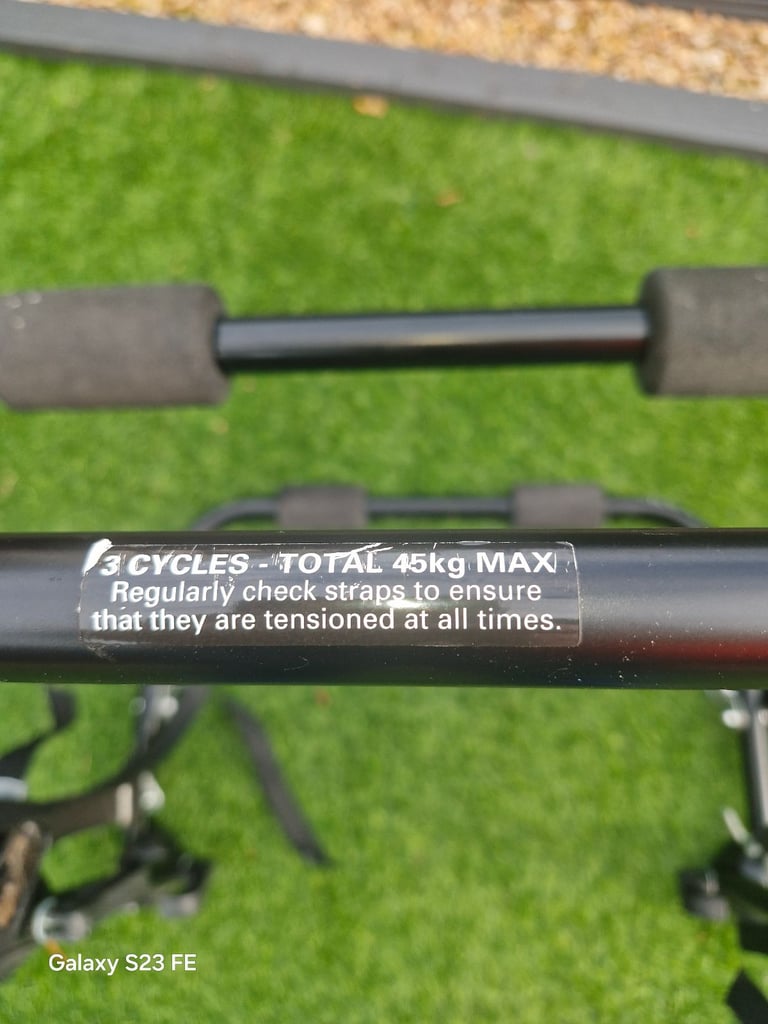 3 CYCLES - TOTAL 45kg MAX
Regularly check straps to ensure
that they are tensioned at all times.
Galaxy S23 FE